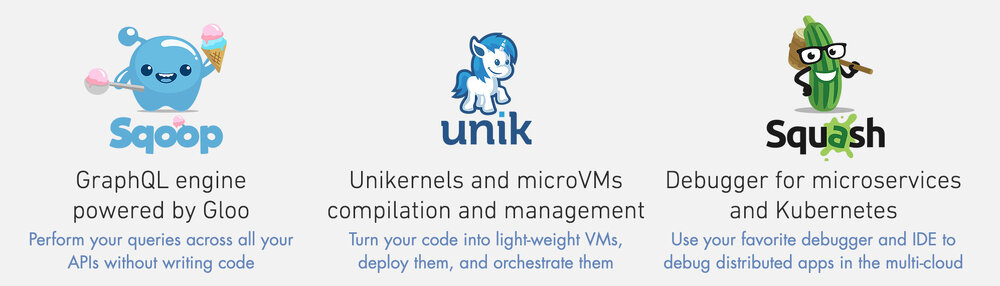 Sqoop
GraphQL engine
powered by Gloo
Perform your queries across all your
APIs without writing code
unik
Unikernels and microVMs
compilation and management
Turn your code into light-weight VMs,
deploy them, and orchestrate them
Squash
Debugger for microservices
and Kubernetes
Use your favorite debugger and IDE to
debug distributed apps in the multi-cloud